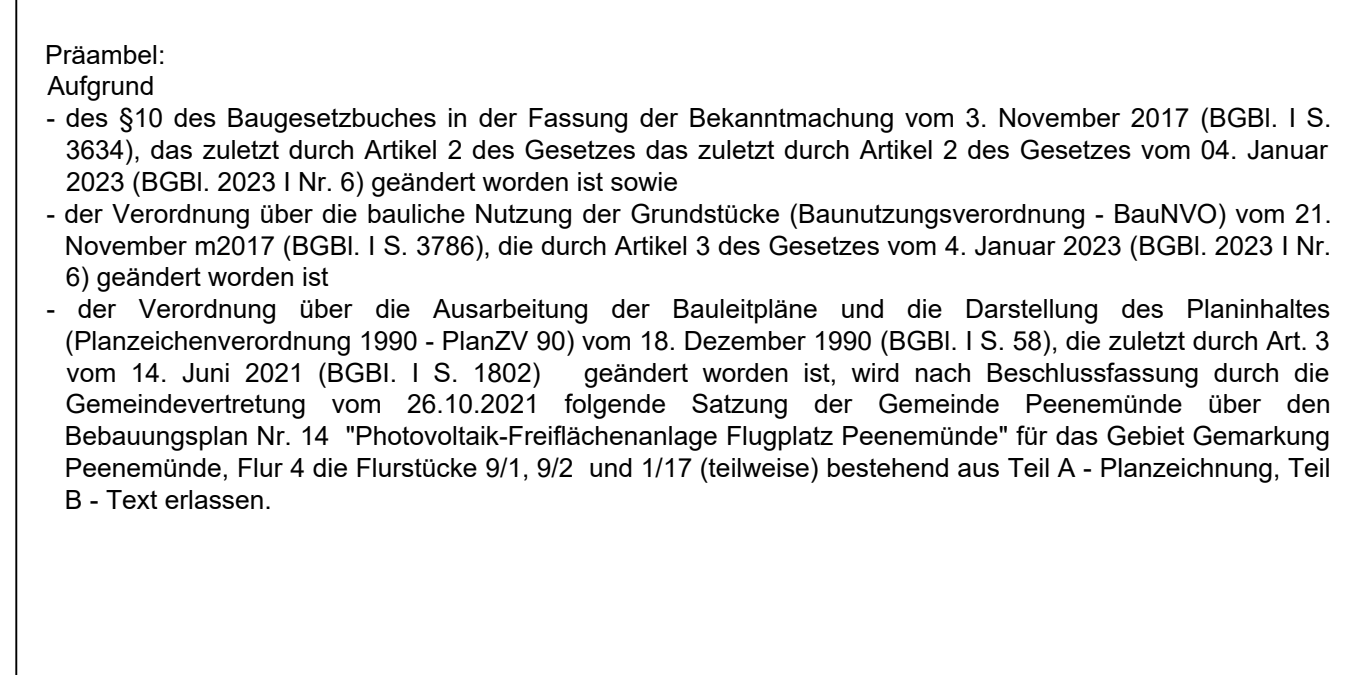 Präambel:
Aufgrund
- des §10 des Baugesetzbuches in der Fassung der Bekanntmachung vom 3. November 2017 (BGBl. I S.
3634), das zuletzt durch Artikel 2 des Gesetzes das zuletzt durch Artikel 2 des Gesetzes vom 04. Januar
2023 (BGBl. 2023 I Nr. 6) geändert worden ist sowie
- der Verordnung über die bauliche Nutzung der Grundstücke (Baunutzungsverordnung - BauNVO) vom 21.
November m2017 (BGBl. I S. 3786), die durch Artikel 3 des Gesetzes vom 4. Januar 2023 (BGBl. 2023 I Nr.
6) geändert worden ist
- der Verordnung über die Ausarbeitung der Bauleitpläne und die Darstellung des Planinhaltes
(Planzeichenverordnung 1990 - PlanZV 90) vom 18. Dezember 1990 (BGBl. I S. 58), die zuletzt durch Art. 3
vom 14. Juni 2021 (BGBl. I S. 1802) geändert worden ist, wird nach Beschlussfassung durch die
Gemeindevertretung vom 26.10.2021 folgende Satzung der Gemeinde Peenemünde über den
Bebauungsplan Nr. 14 "Photovoltaik-Freiflächenanlage Flugplatz Peenemünde" für das Gebiet Gemarkung
Peenemünde, Flur 4 die Flurstücke 9/1, 9/2 und 1/17 (teilweise) bestehend aus Teil A - Planzeichnung, Teil
B - Text erlassen.